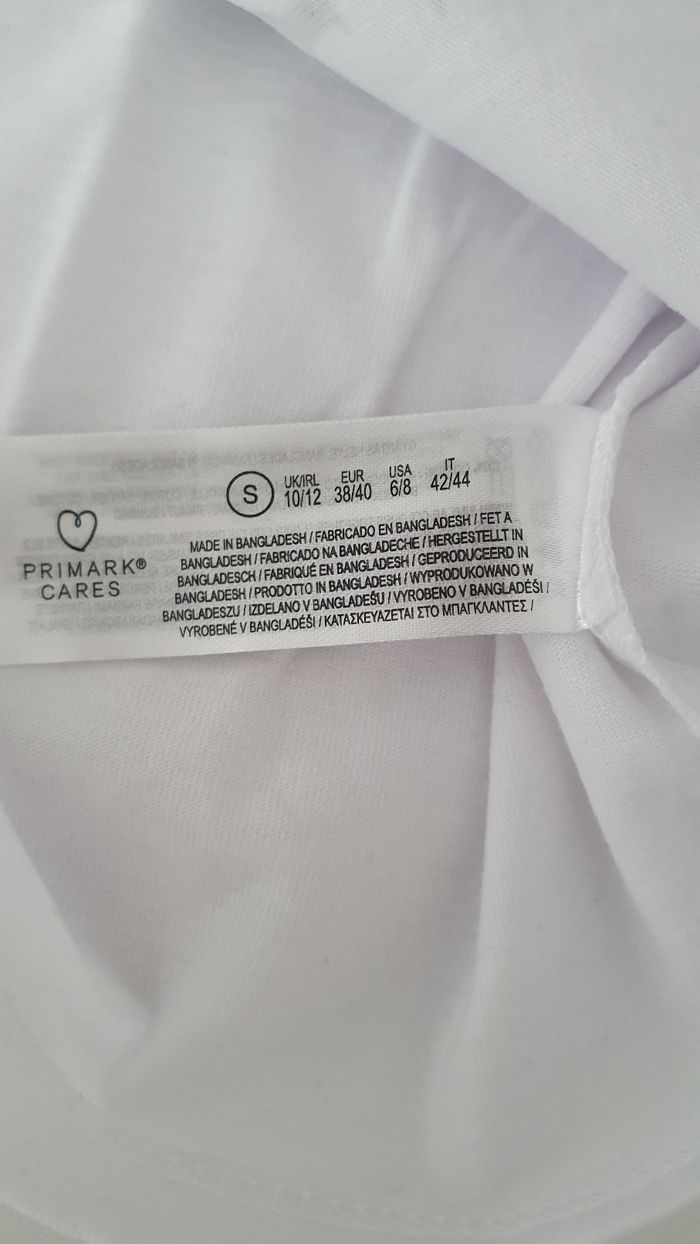 S
UK/IRL EUR USA IT
10/12 38/40 6/8 42/44
PRIMARK®
CARES
MADE IN BANGLADESH / FABRICADO EN BANGLADESH / FET A
BANGLADESH / FABRICADO NA BANGLADECHE / HERGESTELLT IN
BANGLADESCH / FABRIQUÉ EN BANGLADESH / GEPRODUCEERD IN
BANGLADESH / PRODOTTO IN BANGLADESH / WYPRODUKOWANO W
BANGLADESZU / IZDELANO V BANGLADEŠU / VYROBENO V BANGLADÉŠI /
VYROBENÉ V BANGLADÉŠI / ΚΑΤΑΣΚΕΥΑΖΕΤΑΙ ΣΤΟ ΜΠΑΓΚΛΑΝΤΕΣ /